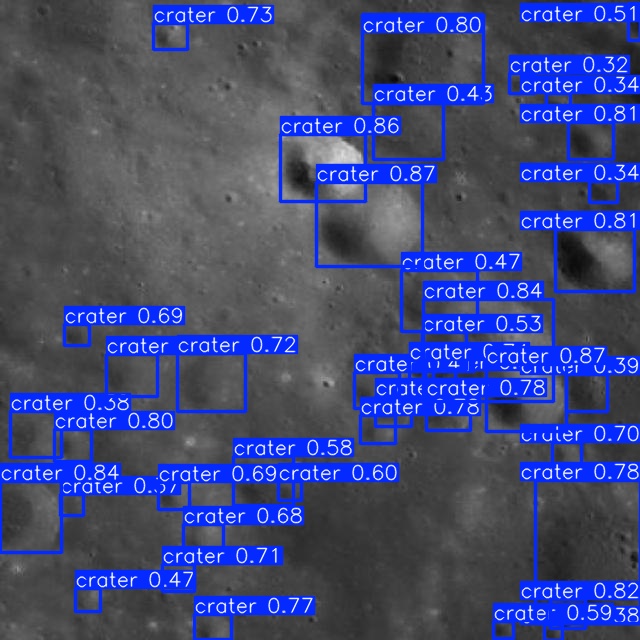 crater 0.73
crater 0.51
crater 0.80
crater 0.32
crater 0.34
crater 0.43
crater 0.81
crater 0.86
crater 0.34
crater 0.87
crater 0.81
crater 0.47
crater 0.84
crater 0.69
crater 0.53
crater
crater 0.72
crater
crater 0.87
crater 0.78
crater 0.78
crater 0.80
crater 0.70
crater 0.58
crater 0.84
crater 0.69
crater 0.60
crater 0.78
crater 0.68
crater 0.71
crater 0.47
crater 0.82
crater 0.77
crater 0.59